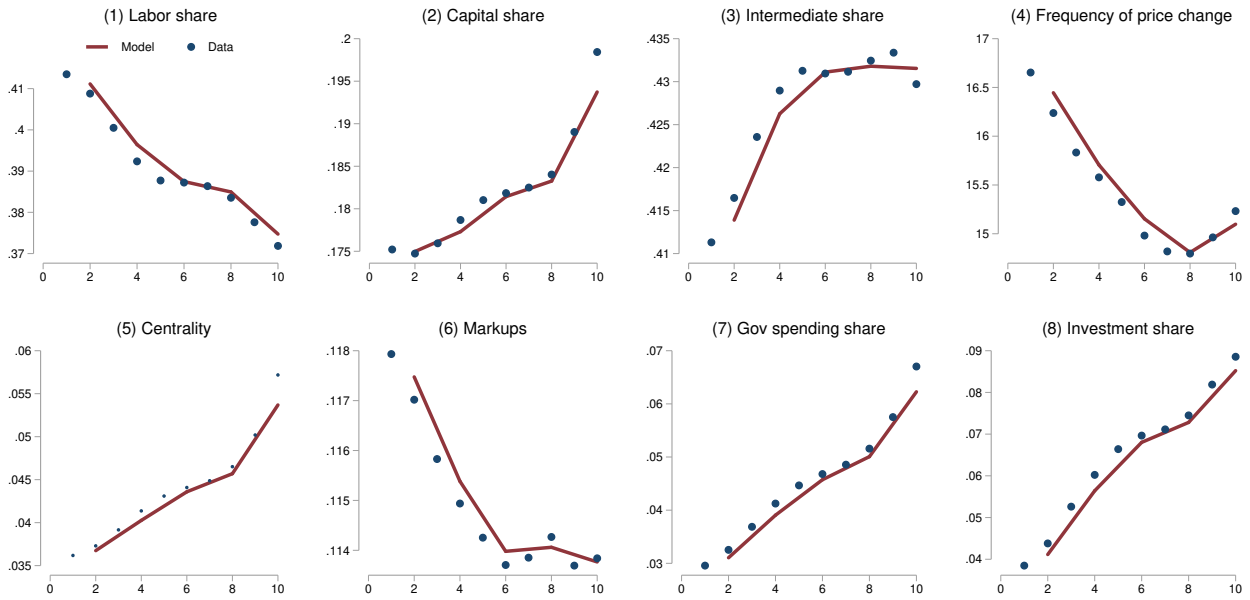 (1) Labor share
Model Data
.41
.4
.39
.38
.37
0 2 4 6 8 10
(2) Capital share
.2
.195
.19
.185
.18
.175
0 2 4 6 8 10
(3) Intermediate share
.435
.43
.425
.42
.415
.41
0 2 4 6 8 10
(4) Frequency of price change
17
16.5
16
15.5
15
0 2 4 6 8 10
(5) Centrality
.06
.055
.05
.045
.04
.035
0 2 4 6 8 10
(6) Markups
.118
.117
.116
.115
.114
0 2 4 6 8 10
(7) Gov spending share
.07
.06
.05
.04
.03
0 2 4 6 8 10
(8) Investment share
.09
.08
.07
.06
.05
.04
0 2 4 6 8 10